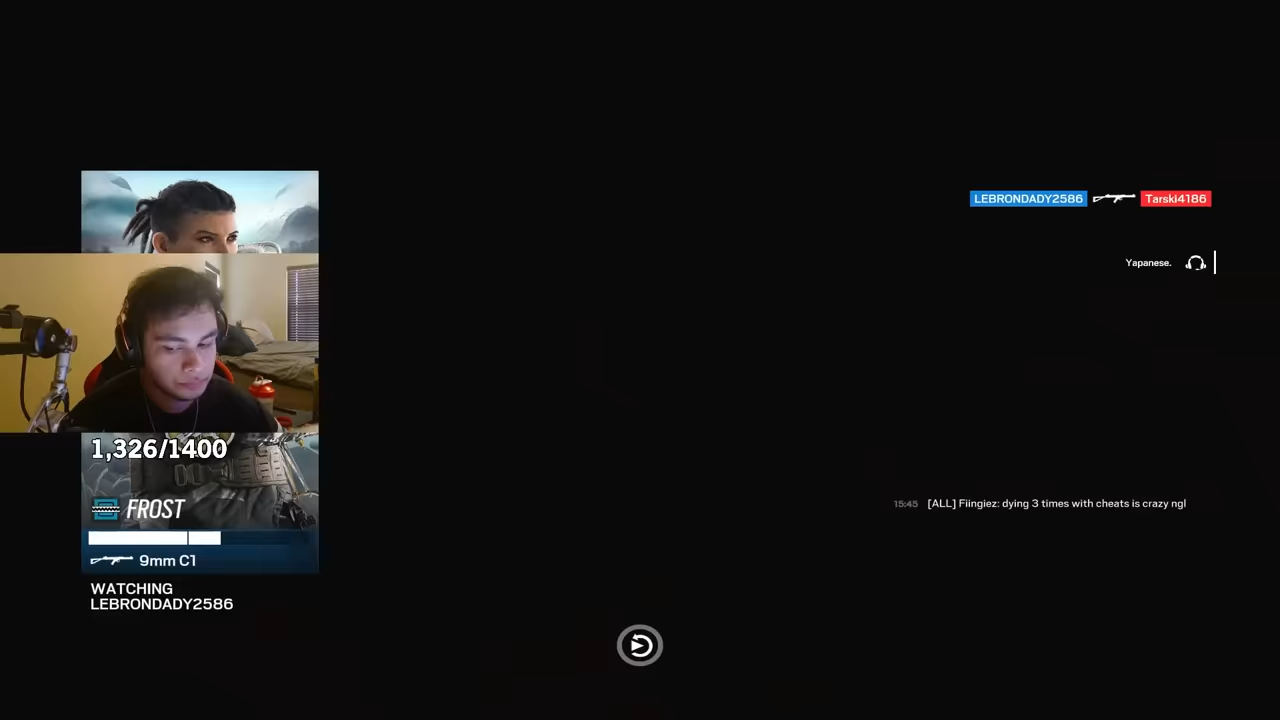 LEBRONDADY2586 Tarski4186
Yapanese.
1,326/1400
15:45 [ALL] Fiingiez: dying 3 times with cheats is crazy ngl
FROST
9mm C1
WATCHING
LEBRONDADY2586